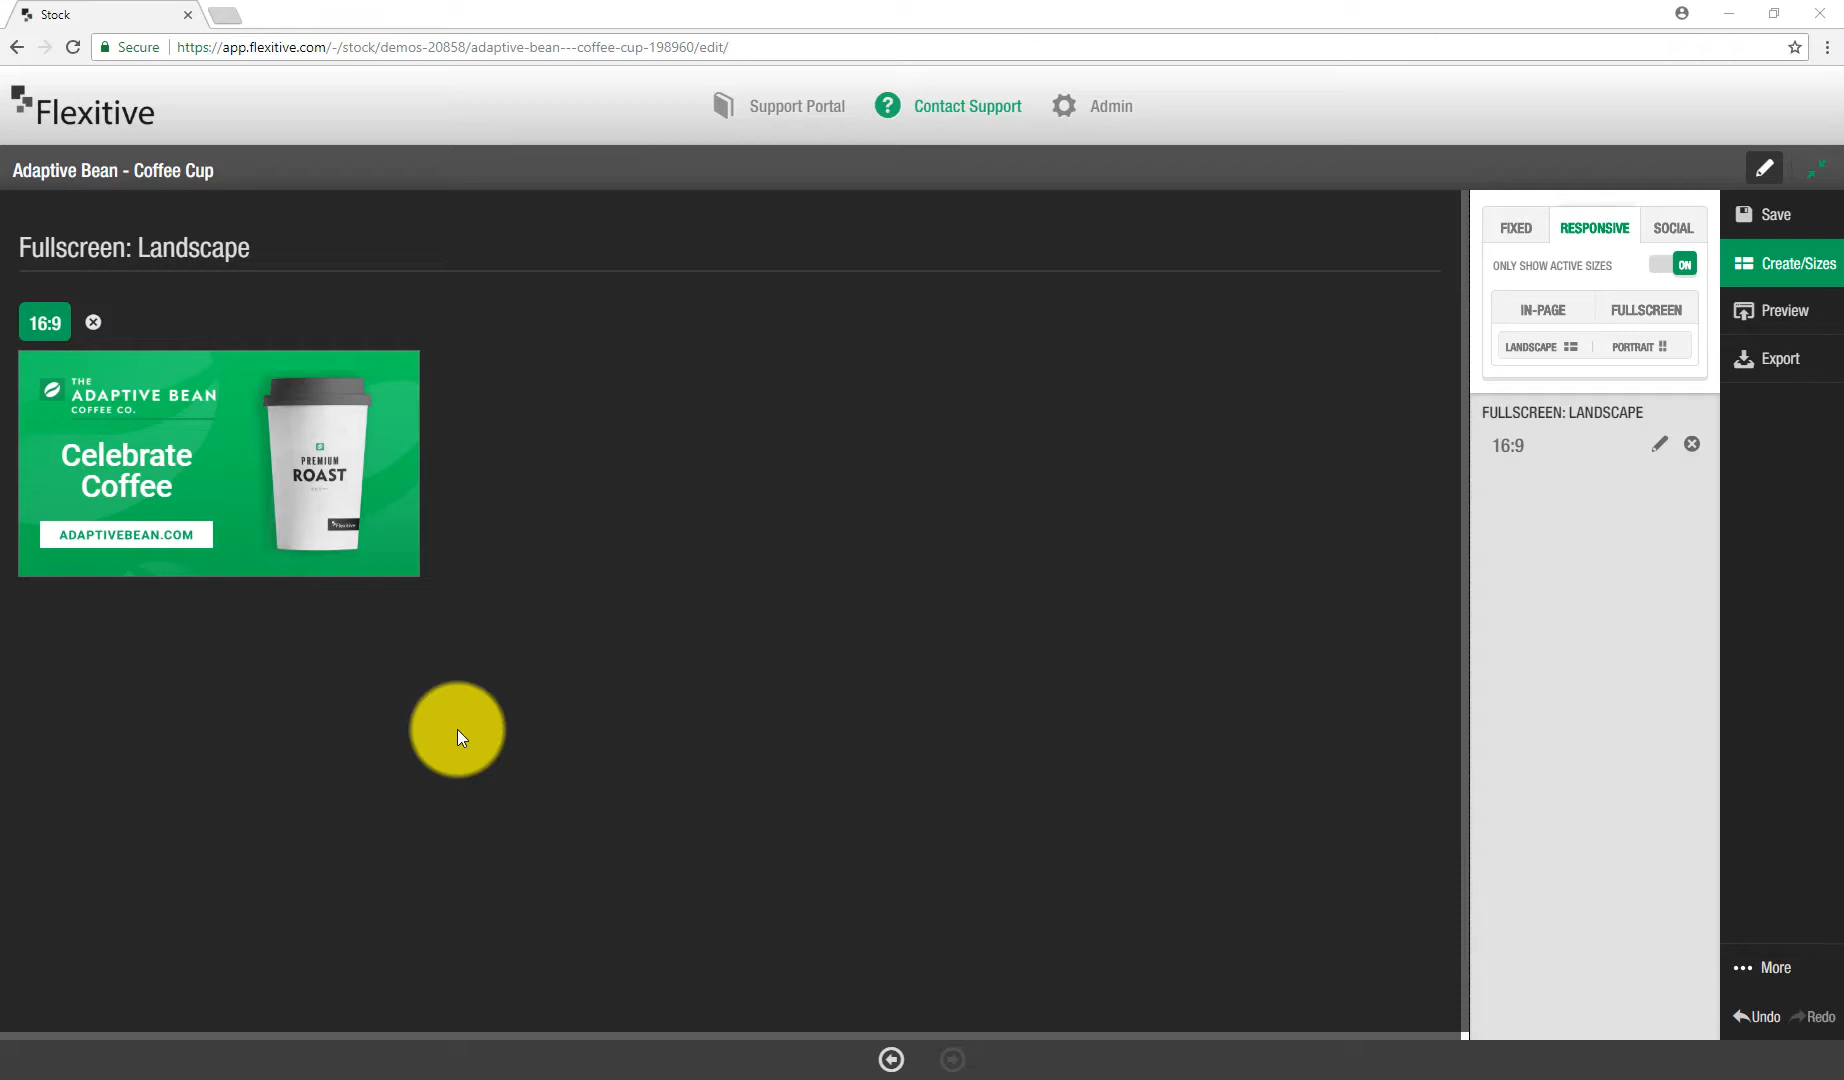 Stock
Secure
https://app.flexitive.com/-/stock/demos-20858/adaptive-bean---coffee-cup-198960/edit/
Flexitive
Support Portal
? Contact Support
Admin
Adaptive Bean - Coffee Cup
Fullscreen: Landscape
16:9
THE
ADAPTIVE BEAN
COFFEE CO.
Celebrate
Coffee
ADAPTIVEBEAN.COM
PREMIUM
ROAST
Flexitive
FIXED
RESPONSIVE
SOCIAL
ONLY SHOW ACTIVE SIZES
ON
IN-PAGE
FULLSCREEN
LANDSCAPE
PORTRAIT
FULLSCREEN: LANDSCAPE
16:9
Save
Create/Sizes
Preview
Export
More
Undo
Redo